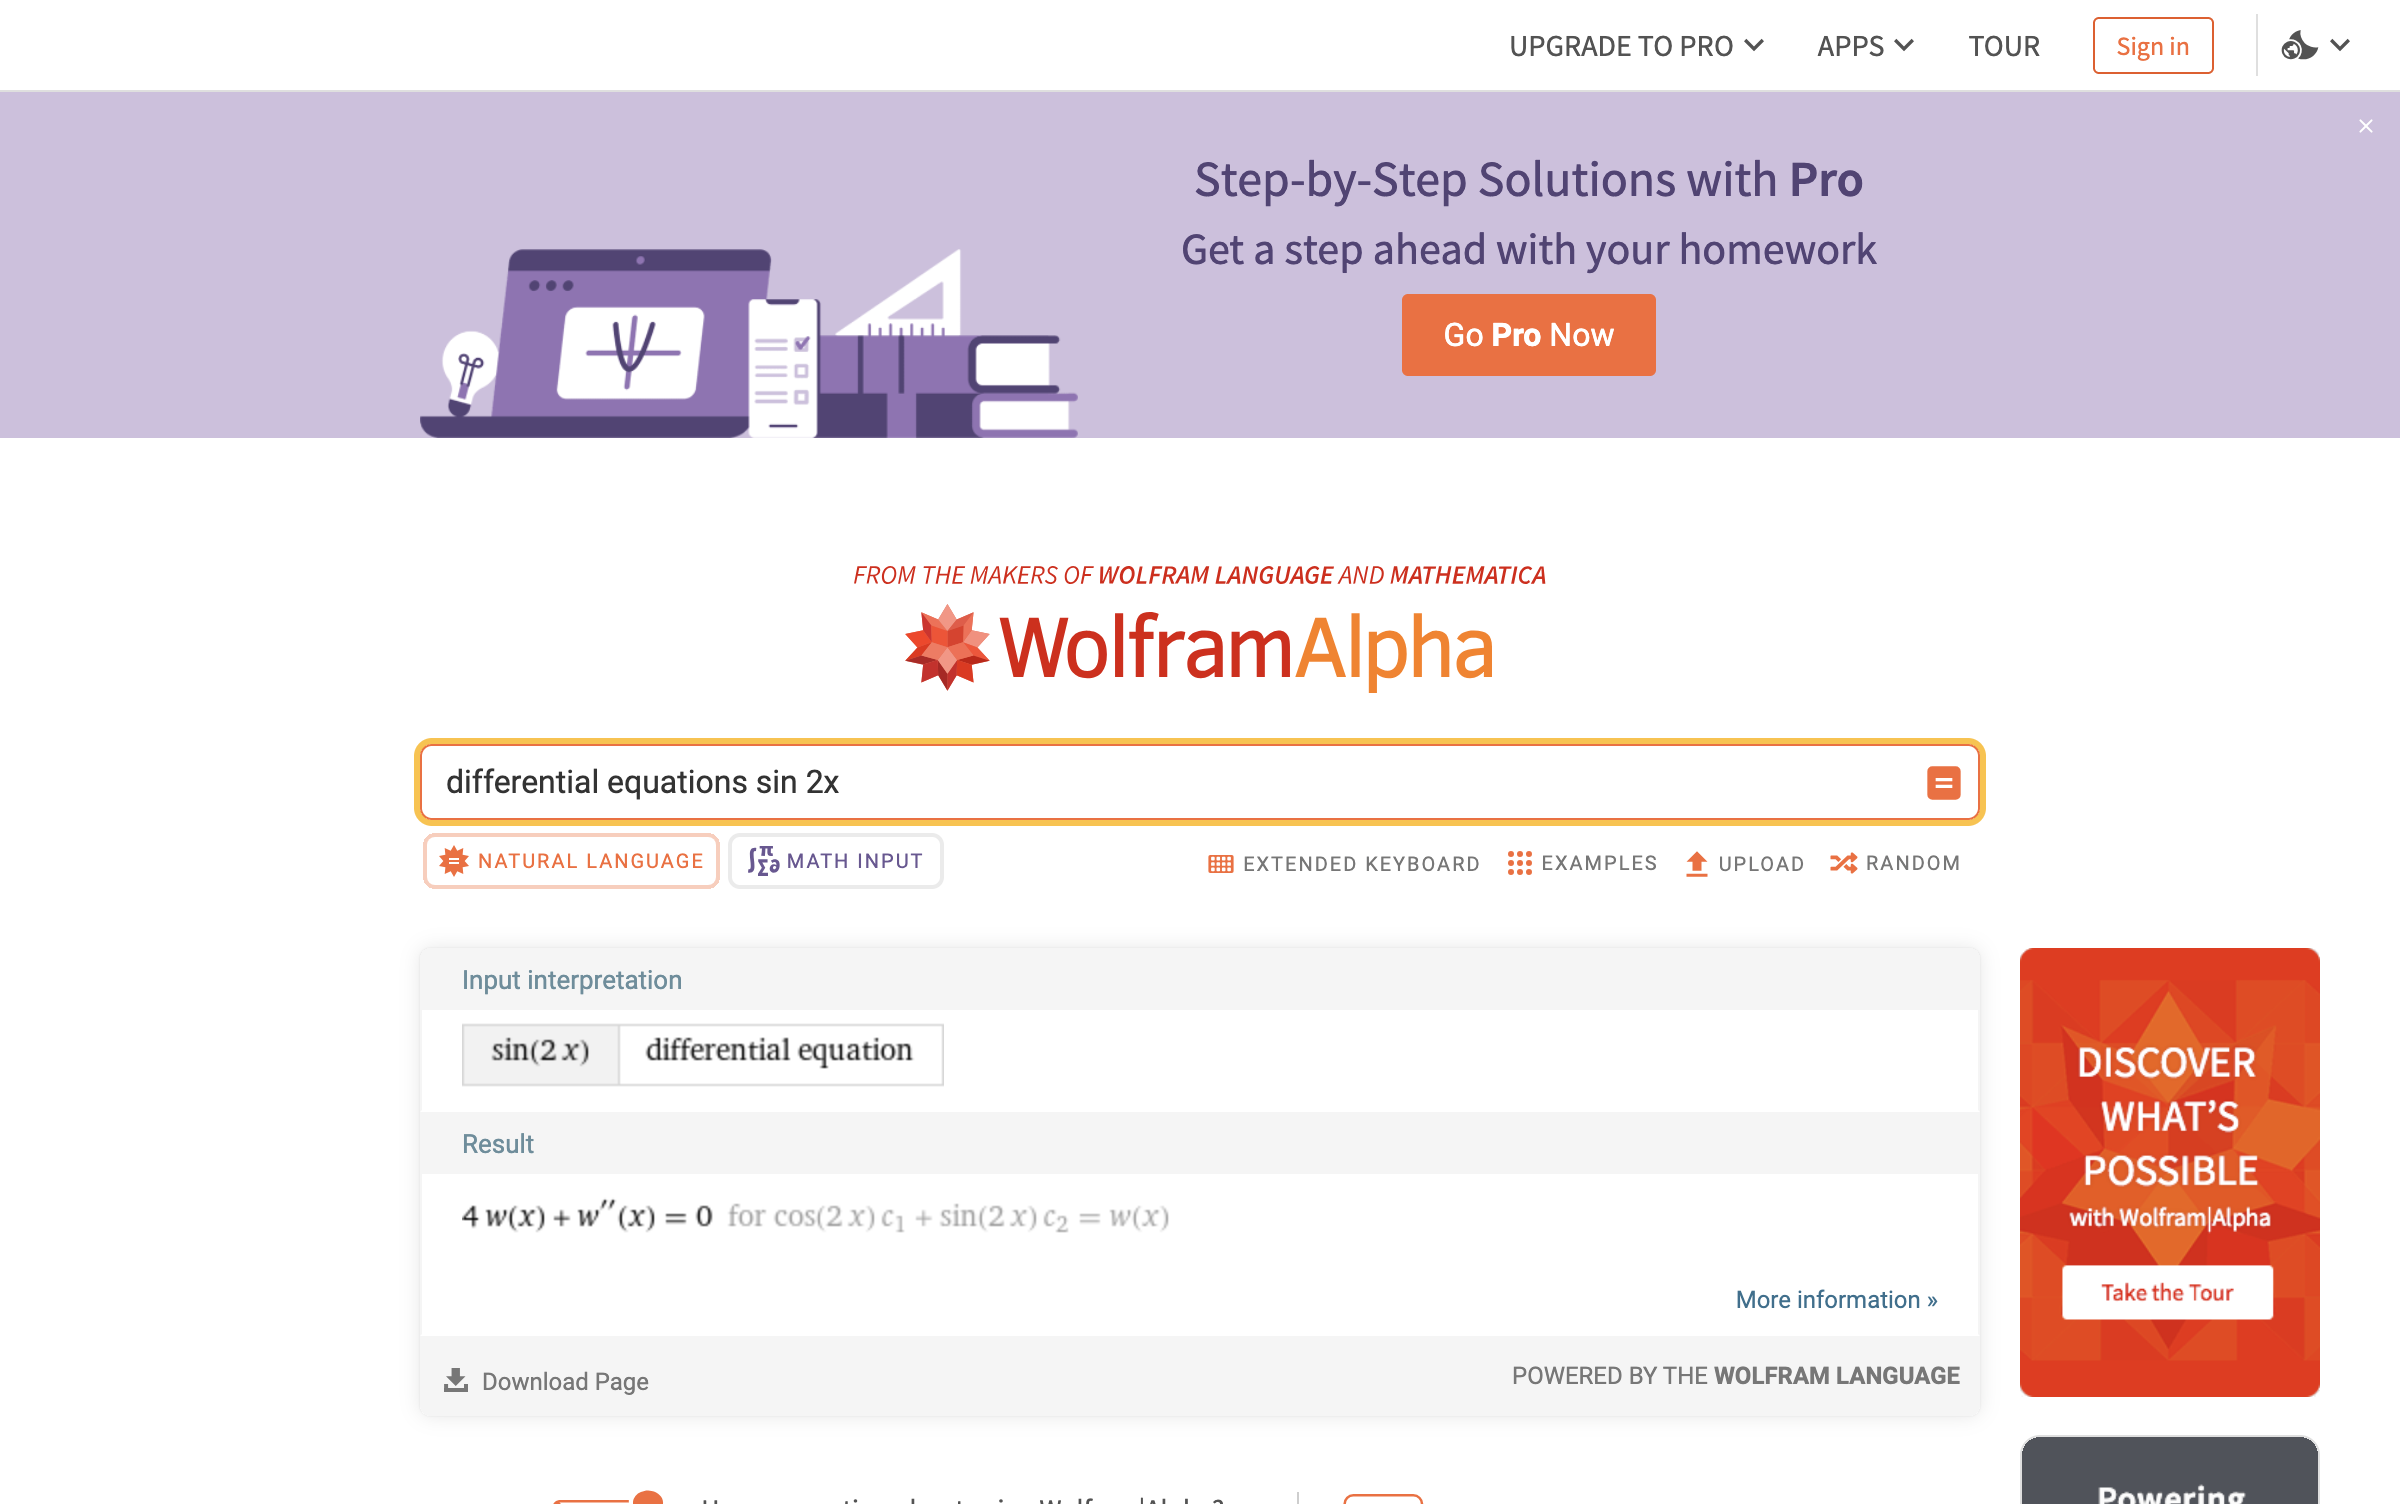 UPGRADE TO PRO
APPS
TOUR
Sign in
Step-by-Step Solutions with Pro
Get a step ahead with your homework
Go Pro Now
FROM THE MAKERS OF WOLFRAM LANGUAGE AND MATHEMATICA
WolframAlpha
differential equations sin 2x
=
NATURAL LANGUAGE
∫π Σ∂ MATH INPUT
EXTENDED KEYBOARD
EXAMPLES
UPLOAD
RANDOM
Input interpretation
sin(2 x) differential equation
Result
4 w(x) + w′′(x) = 0 for cos(2 x) c₁ + sin(2 x) c₂ = w(x)
More information »
Download Page
POWERED BY THE WOLFRAM LANGUAGE
DISCOVER
WHAT'S
POSSIBLE
with Wolfram|Alpha
Take the Tour
Powering